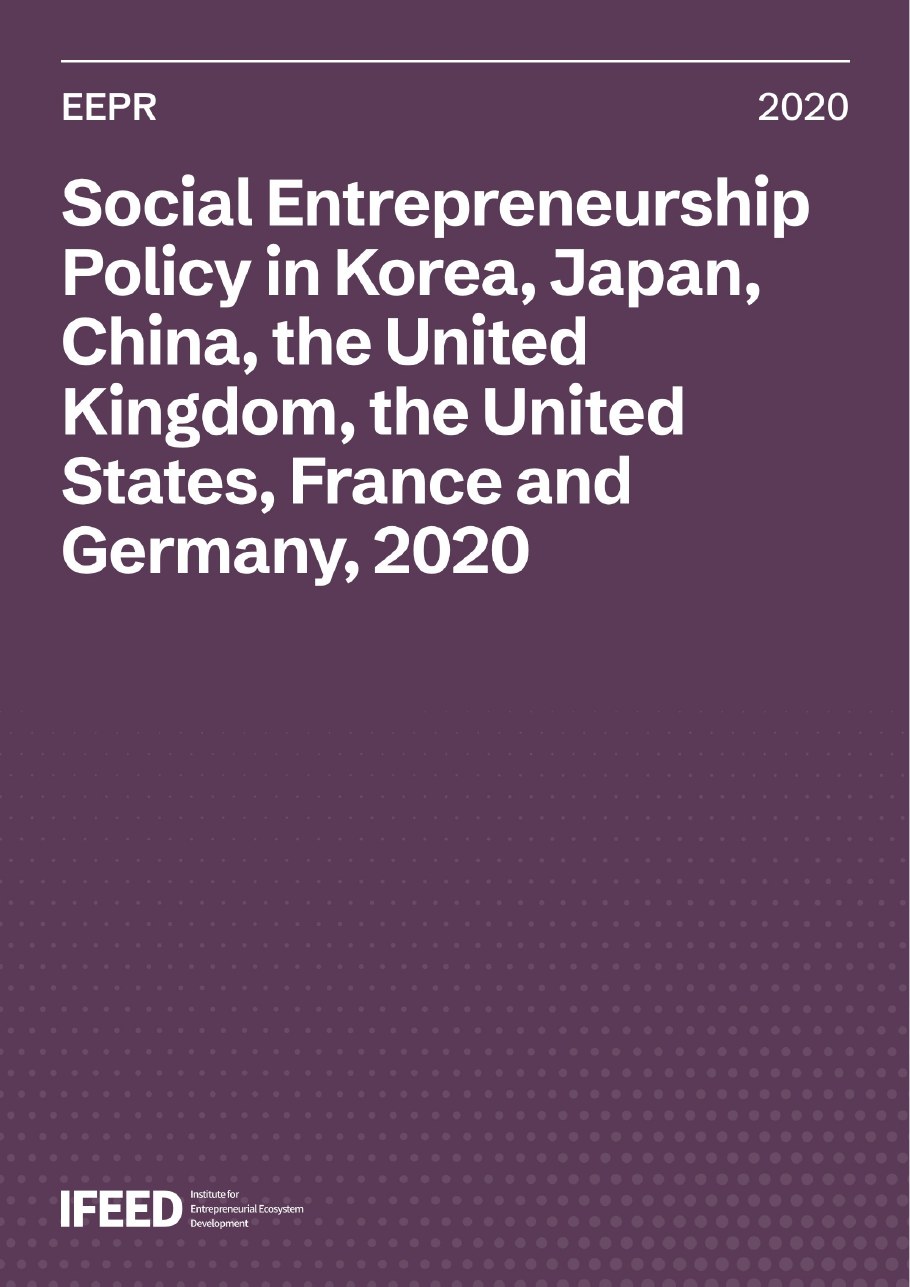 EEPR 2020
Social Entrepreneurship
Policy in Korea, Japan,
China, the United
Kingdom, the United
States, France and
Germany, 2020
IFEED
Institute for
Entrepreneurial Ecosystem
Development